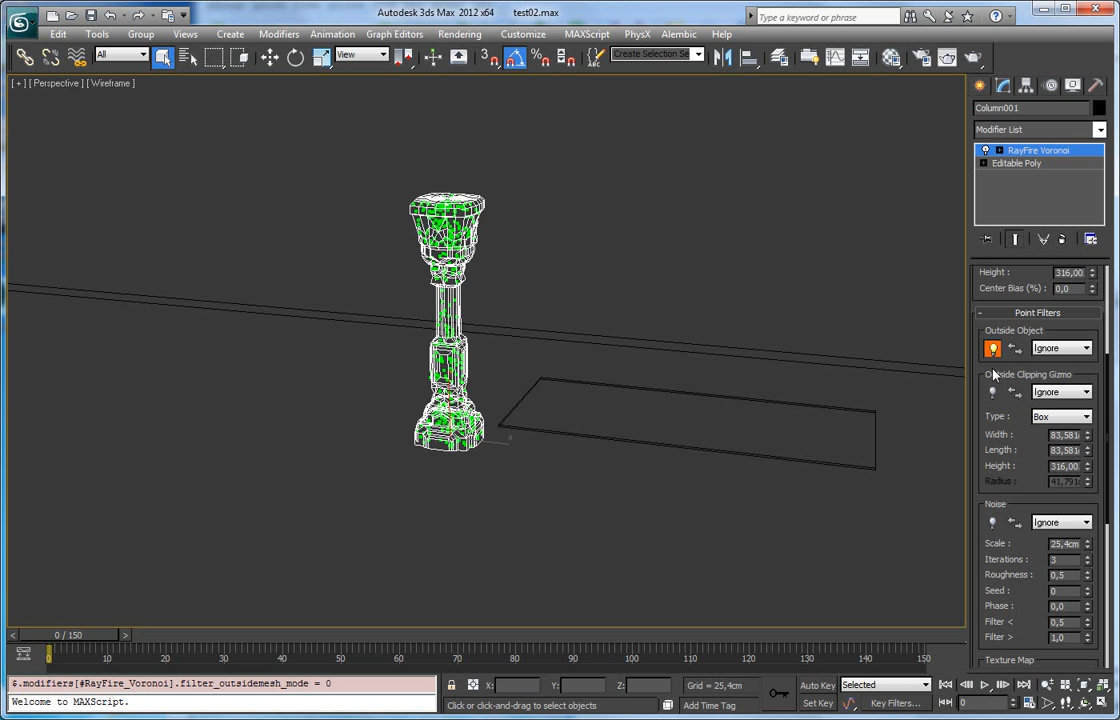 Autodesk 3ds Max 2012 x64 test02.max
Type a keyword or phrase
Edit Tools Group Views Create Modifiers Animation Graph Editors Rendering Customize MAXScript PhysX Alembic Help
All View 3 Create Selection Se
[ + ] [ Perspective ] [ Wireframe ]
Column001
Modifier List
RayFire Voronoi
Editable Poly
Height : 316,00
Center Bias (%) : 0,0
- Point Filters
Outside Object
Ignore
Outside Clipping Gizmo
Ignore
Type : Box
Width : 83,581
Length : 83,581
Height : 316,00
Radius : 41,791
Noise
Ignore
Scale : 25,4cm
Iterations : 3
Roughness : 0,5
Seed : 0
Phase : 0,0
Filter < 0,5
Filter > 1,0
Texture Map
x
< 0 / 150 >
0 10 20 30 40 50 60 70 80 90 100 110 120 130 140 150
$.modifiers[#RayFire_Voronoi].filter_outsidemesh_mode = 0
Welcome to MAXScript.
X: Y: Z: Grid = 25,4cm
Click or click-and-drag to select objects
Add Time Tag
Auto Key Selected
Set Key Key Filters...
0